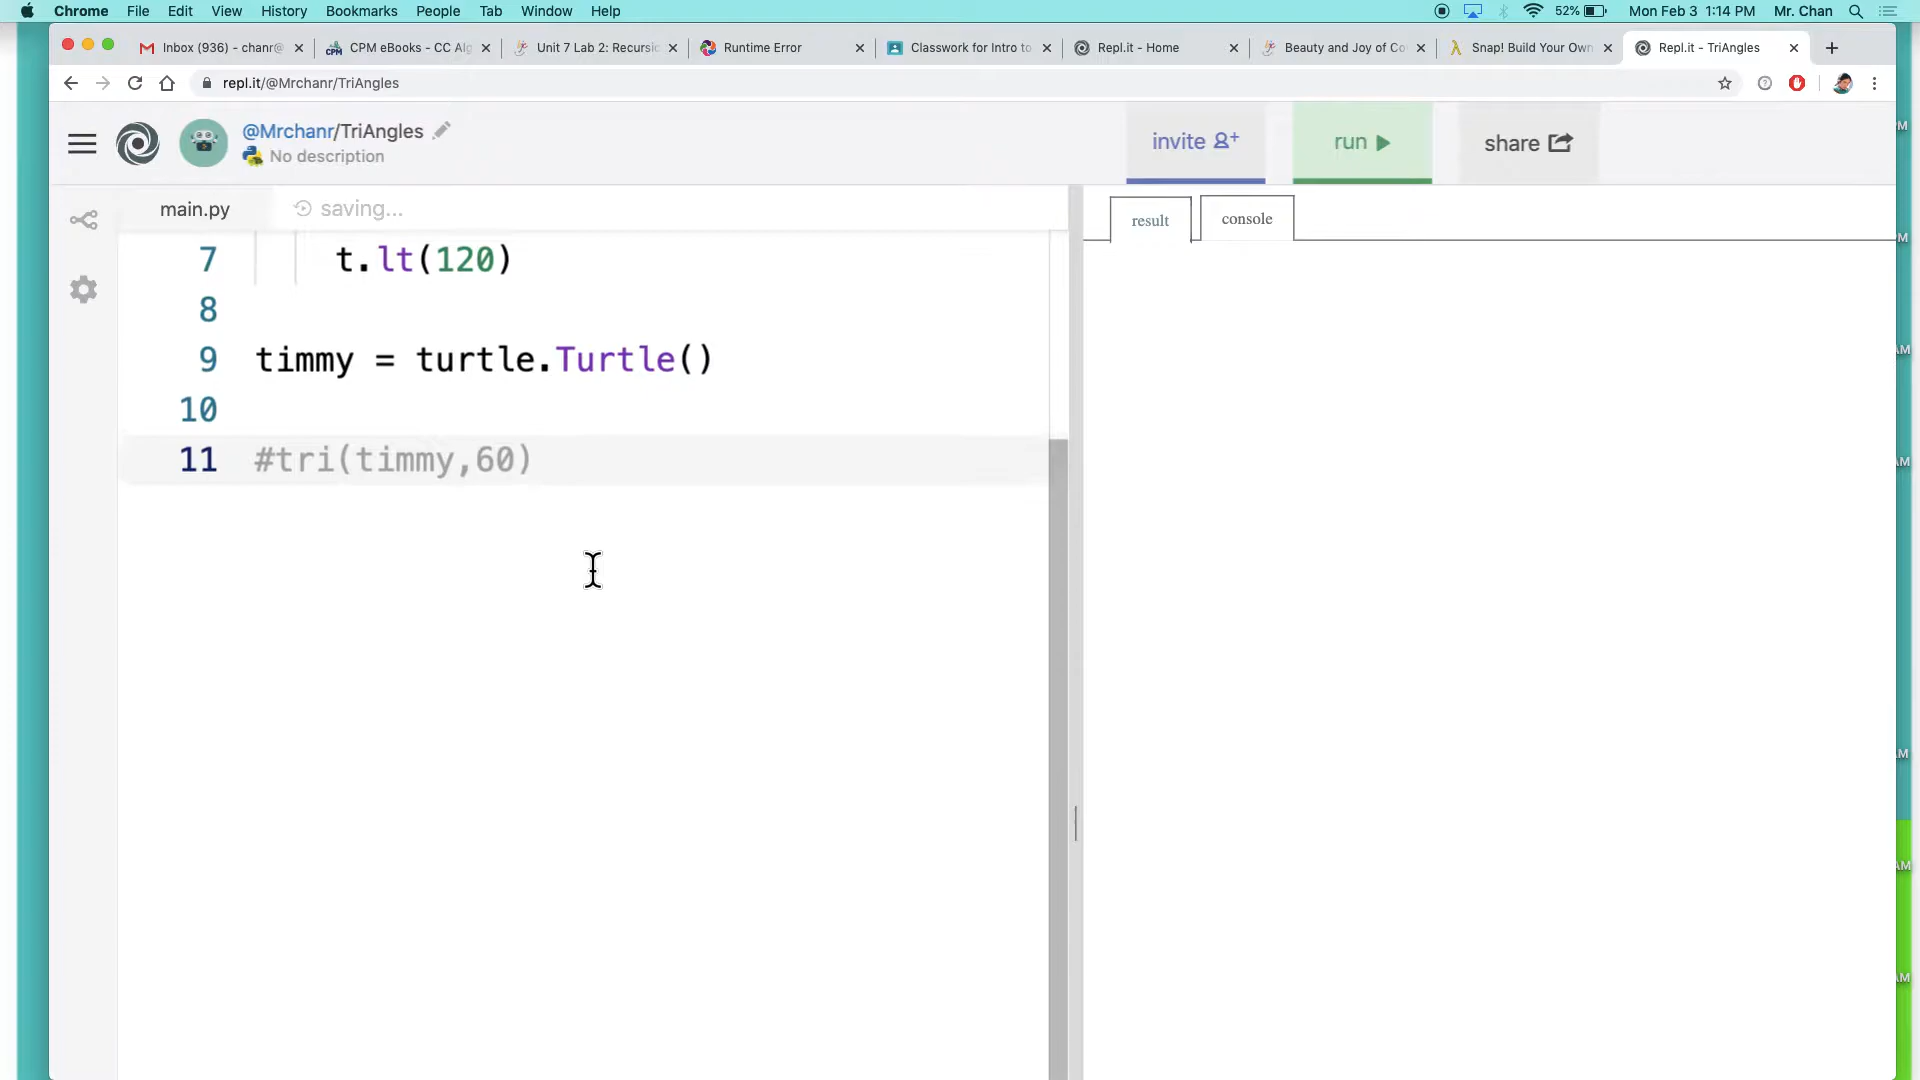 Chrome File Edit View History Bookmarks People Tab Window Help 52% Mon Feb 3 1:14 PM Mr. Chan
Inbox (936) - chanr@ CPM eBooks - CC Alg Unit 7 Lab 2: Recursi Runtime Error Classwork for Intro to Repl.it - Home Beauty and Joy of Co Snap! Build Your Own Repl.it - TriAngles
repl.it/@Mrchanr/TriAngles
@Mrchanr/TriAngles
No description
invite
run
share
main.py
saving...
result
console
7 t.lt(120)
8
9 timmy = turtle.Turtle()
10
11 #tri(timmy,60)